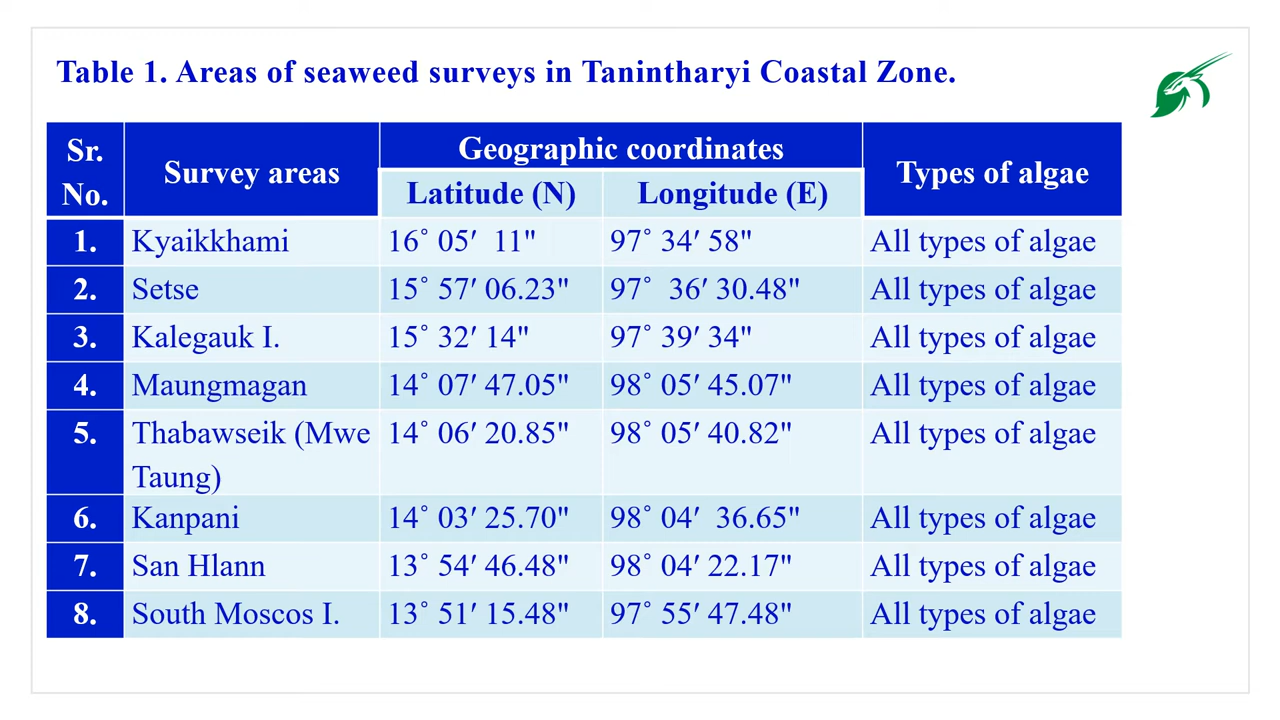 Table 1. Areas of seaweed surveys in Tanintharyi Coastal Zone.
Sr. No. Survey areas Geographic coordinates Types of algae
Latitude (N) Longitude (E)
1. Kyaikkhami 16˚ 05′ 11" 97˚ 34′ 58" All types of algae
2. Setse 15˚ 57′ 06.23" 97˚ 36′ 30.48" All types of algae
3. Kalegauk I. 15˚ 32′ 14" 97˚ 39′ 34" All types of algae
4. Maungmagan 14˚ 07′ 47.05" 98˚ 05′ 45.07" All types of algae
5. Thabawseik (Mwe 14˚ 06′ 20.85" 98˚ 05′ 40.82" All types of algae
Taung)
6. Kanpani 14˚ 03′ 25.70" 98˚ 04′ 36.65" All types of algae
7. San Hlann 13˚ 54′ 46.48" 98˚ 04′ 22.17" All types of algae
8. South Moscos I. 13˚ 51′ 15.48" 97˚ 55′ 47.48" All types of algae